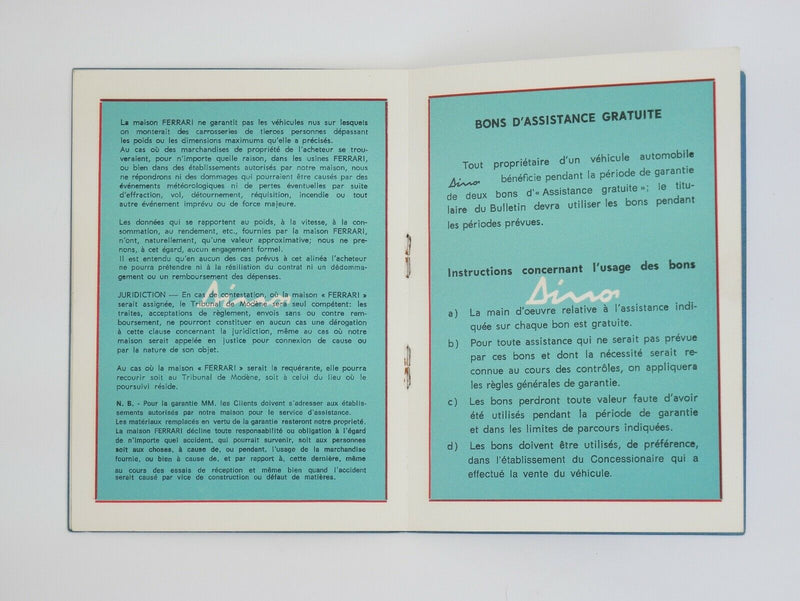 La maison FERRARI ne garantit pas les véhicules nus sur lesquels
on monterait des carrosseries de tierces personnes dépassant
les poids ou les dimensions maximums qu'elle a précisés.
Au cas où des marchandises de propriété de l'acheteur se trou-
veraient, pour n'importe quelle raison, dans les usines FERRARI,
ou bien dans des établisements autorisés par notre maison, nous
ne répondrons ni des dommages qui pourraient être causés par des
événements météorologiques ni de pertes éventuelles par suite
d'effraction, vol, détournement, réquisition, incendie ou tout
autre événement imprévu ou de force majeure.
Les données qui se rapportent au poids, à la vitesse, à la con-
sommation, au rendement, etc., fournies par la maison FERRARI,
n'ont, naturellement, qu'une valeur approximative; nous ne pre-
nons, à cet égard, aucun engagement formel.
Il est entendu qu'en aucun des cas prévus à cet alinéa l'acheteur
ne pourra prétendre ni à la résiliation du contrat ni un dédomma-
gement ou un remboursement des dépenses.
JURIDICTION — En cas de contestation, où la maison « FERRARI »
serait assignée, le Tribunal de Modène sera seul compétent: les
traites, acceptations de règlement, envois sans ou contre rem-
boursement, ne pourront constituer en aucun cas une dérogation
à cette clause concernant la juridiction, même au cas où notre
maison serait appelée en justice pour connexion de cause ou
par la nature de son objet.
Dino
Au cas où la maison « FERRARI » serait la requérante, elle pourra
recourir soit au Tribunal de Modène, soit à celui du lieu où le
poursuivi réside.
N. B. - Pour la garantie MM. les Clients doivent s'adresser aux établis-
sements autorisés par notre maison pour le service d'assistance.
Les matériaux remplacés en vertu de la garantie resteront notre propriété.
La maison FERRARI décline toute responsabilité ou obligation à l'égard
de n'importe quel accident, qui pourrait survenir, soit aux personnes
soit aux choses, à cause de, ou pendant, l'usage de la marchandise
fournie, ou bien à cause de, et par rapport à, cette dernière, même
au cours des essais de réception et même bien quand l'accident
serait causé par vice de construction ou défaut de matières.
BONS D'ASSISTANCE GRATUITE
Tout propriétaire d'un véhicule automobile
Dino bénéficie pendant la période de garantie
de deux bons d'« Assistance gratuite »; le titu-
laire du Bulletin devra utiliser les bons pendant
les périodes prévues.
Instructions concernant l'usage des bons
Dino
a) La main d'oeuvre relative à l'assistance indi-
quée sur chaque bon est gratuite.
b) Pour toute assistance qui ne serait pas prévue
par ces bons et dont la nécessité serait re-
connue au cours des contrôles, on appliquera
les règles générales de garantie.
c) Les bons perdront toute valeur faute d'avoir
été utilisés pendant la période de garantie
et dans les limites de parcours indiquées.
d) Les bons doivent être utilisés, de préférence,
dans l'établisement du Concessionaire qui a
effectué la vente du véhicule.